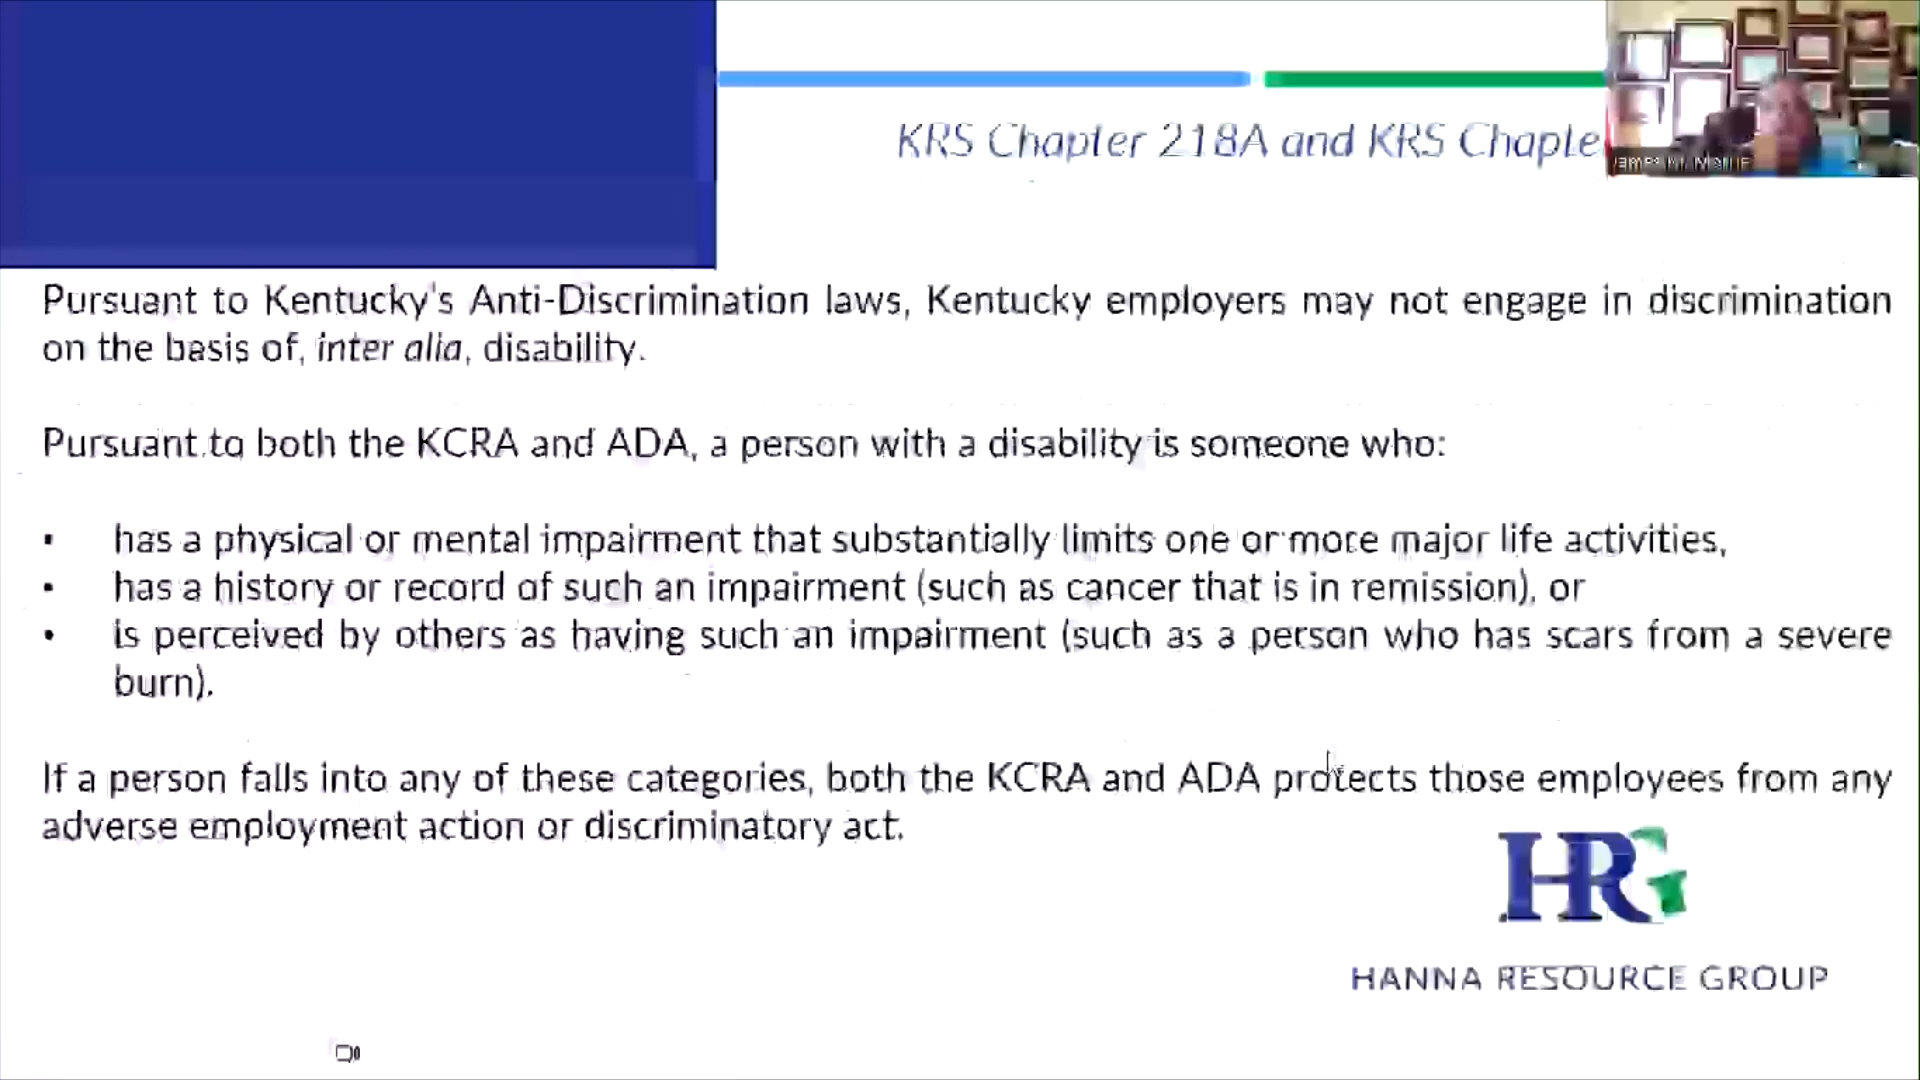 KRS Chapter 218A and KRS Chapte
Pursuant to Kentucky's Anti-Discrimination laws, Kentucky employers may not engage in discrimination
on the basis of, inter alia, disability.
Pursuant to both the KCRA and ADA, a person with a disability is someone who:
• has a physical or mental impairment that substantially limits one or more major life activities,
• has a history or record of such an impairment (such as cancer that is in remission), or
• is perceived by others as having such an impairment (such as a person who has scars from a severe
burn).
If a person falls into any of these categories, both the KCRA and ADA protects those employees from any
adverse employment action or discriminatory act.
HRG
HANNA RESOURCE GROUP